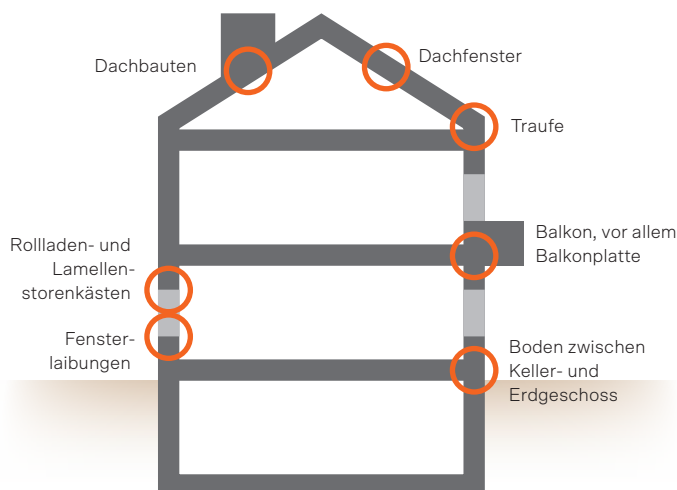 Dachbauten
Dachfenster
Traufe
Rollladen- und
Lamellen-
storenkästen
Balkon, vor allem
Balkonplatte
Fenster-
laibungen
Boden zwischen
Keller- und
Erdgeschoss